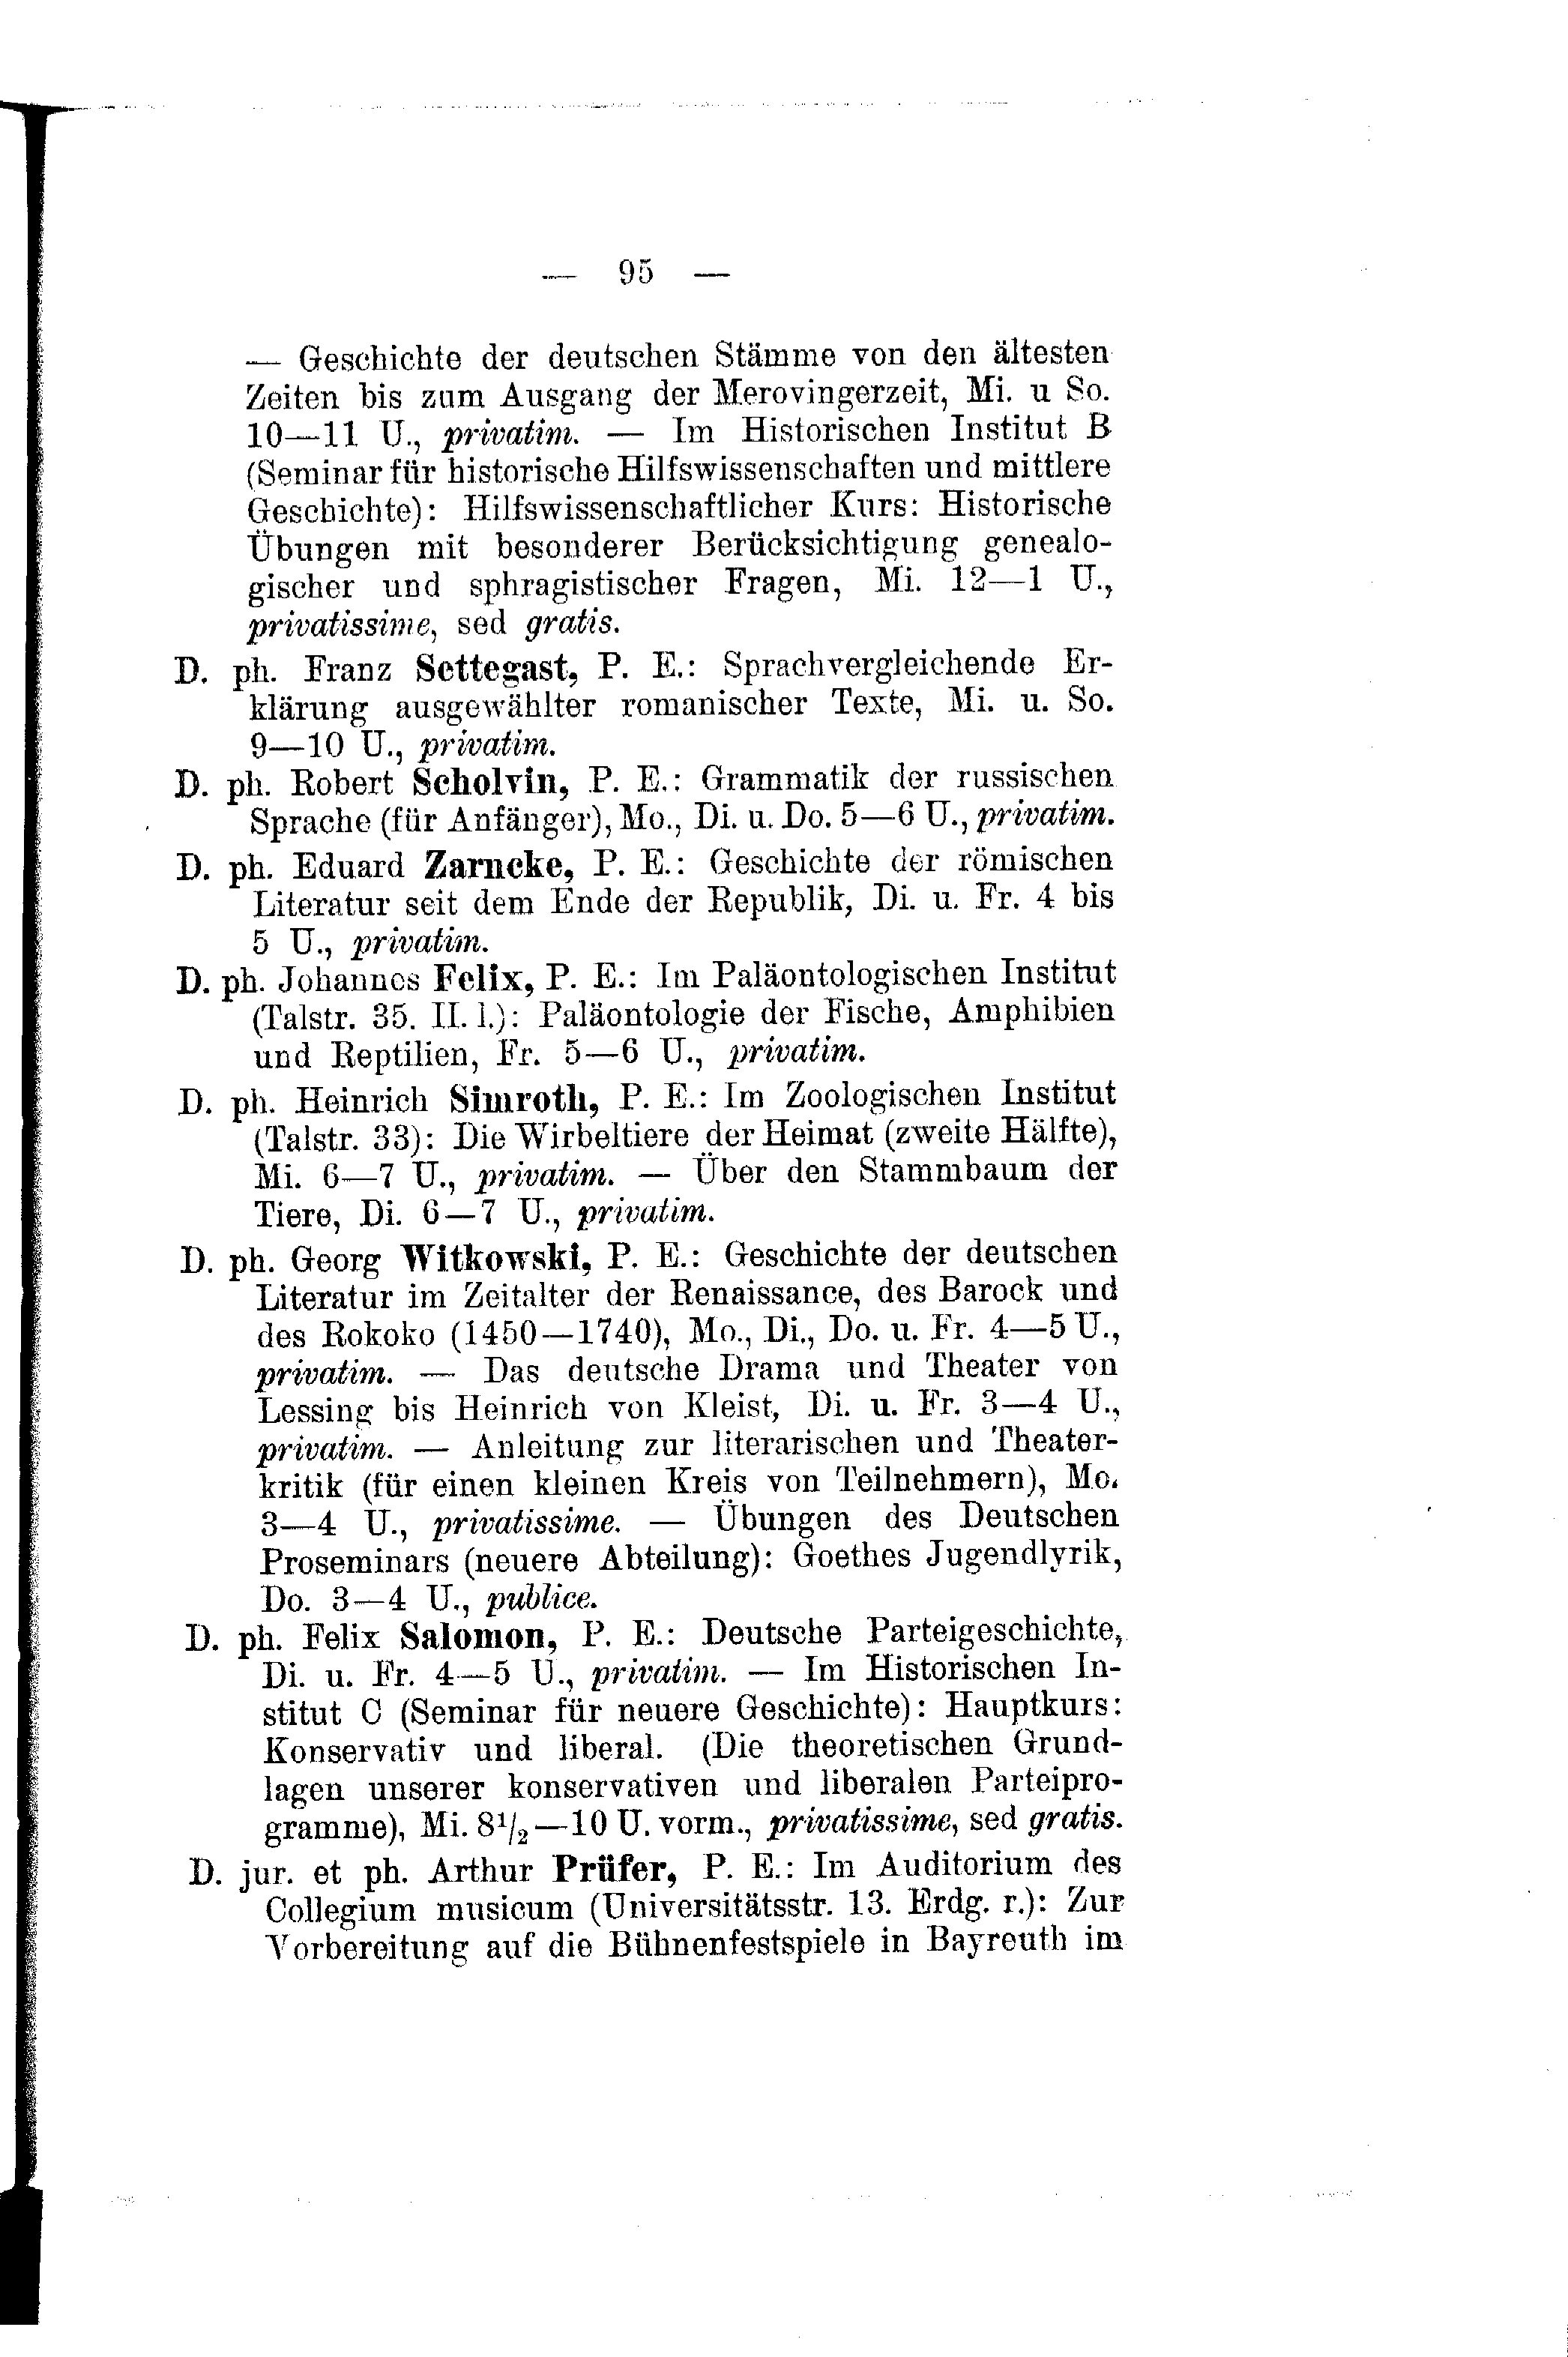 — 95 —
— Geschichte der deutschen Stämme von den ältesten
Zeiten bis zum Ausgang der Merovingerzeit, Mi. u So.
10—11 U., privatim. — Im Historischen Institut B
(Seminar für historische Hilfswissenschaften und mittlere
Geschichte): Hilfswissenschaftlicher Kurs: Historische
Übungen mit besonderer Berücksichtigung genealo-
gischer und sphragistischer Fragen, Mi. 12—1 U.,
privatissime, sed gratis.
D. ph. Franz Settegast, P. E.: Sprachvergleichende Er-
klärung ausgewählter romanischer Texte, Mi. u. So.
9—10 U., privatim.
D. ph. Robert Scholvin, P. E.: Grammatik der russischen
Sprache (für Anfänger), Mo., Di. u. Do. 5—6 U., privatim.
D. ph. Eduard Zarncke, P. E.: Geschichte der römischen
Literatur seit dem Ende der Republik, Di. u. Fr. 4 bis
5 U., privatim.
D. ph. Johannes Felix, P. E.: Im Paläontologischen Institut
(Talstr. 35. II. l.): Paläontologie der Fische, Amphibien
und Reptilien, Fr. 5—6 U., privatim.
D. ph. Heinrich Simroth, P. E.: Im Zoologischen Institut
(Talstr. 33): Die Wirbeltiere der Heimat (zweite Hälfte),
Mi. 6—7 U., privatim. — Über den Stammbaum der
Tiere, Di. 6—7 U., privatim.
D. ph. Georg Witkowski, P. E.: Geschichte der deutschen
Literatur im Zeitalter der Renaissance, des Barock und
des Rokoko (1450—1740), Mo., Di., Do. u. Fr. 4—5 U.,
privatim. — Das deutsche Drama und Theater von
Lessing bis Heinrich von Kleist, Di. u. Fr. 3—4 U.,
privatim. — Anleitung zur literarischen und Theater-
kritik (für einen kleinen Kreis von Teilnehmern), Mo.
3—4 U., privatissime. — Übungen des Deutschen
Proseminars (neuere Abteilung): Goethes Jugendlyrik,
Do. 3—4 U., publice.
D. ph. Felix Salomon, P. E.: Deutsche Parteigeschichte,
Di. u. Fr. 4—5 U., privatim. — Im Historischen In-
stitut C (Seminar für neuere Geschichte): Hauptkurs:
Konservativ und liberal. (Die theoretischen Grund-
lagen unserer konservativen und liberalen Parteipro-
gramme), Mi. 8½—10 U. vorm., privatissime, sed gratis.
D. jur. et ph. Arthur Prüfer, P. E.: Im Auditorium des
Collegium musicum (Universitätsstr. 13. Erdg. r.): Zur
Vorbereitung auf die Bühnenfestspiele in Bayreuth im